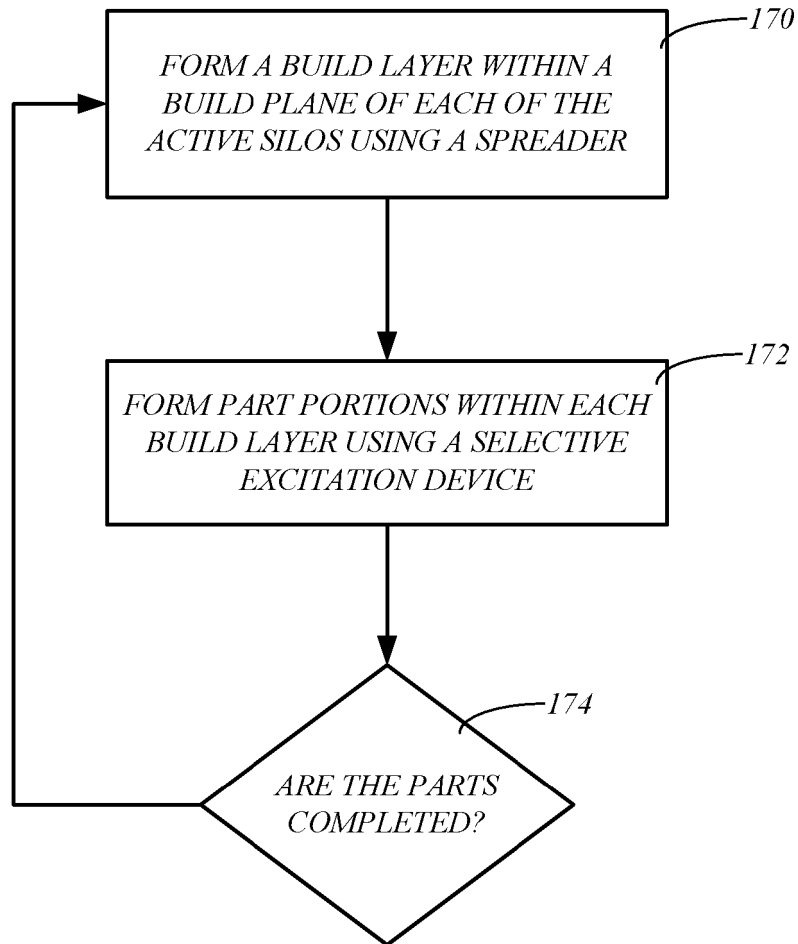 170
FORM A BUILD LAYER WITHIN A
BUILD PLANE OF EACH OF THE
ACTIVE SILOS USING A SPREADER
172
FORM PART PORTIONS WITHIN EACH
BUILD LAYER USING A SELECTIVE
EXCITATION DEVICE
174
ARE THE PARTS
COMPLETED?